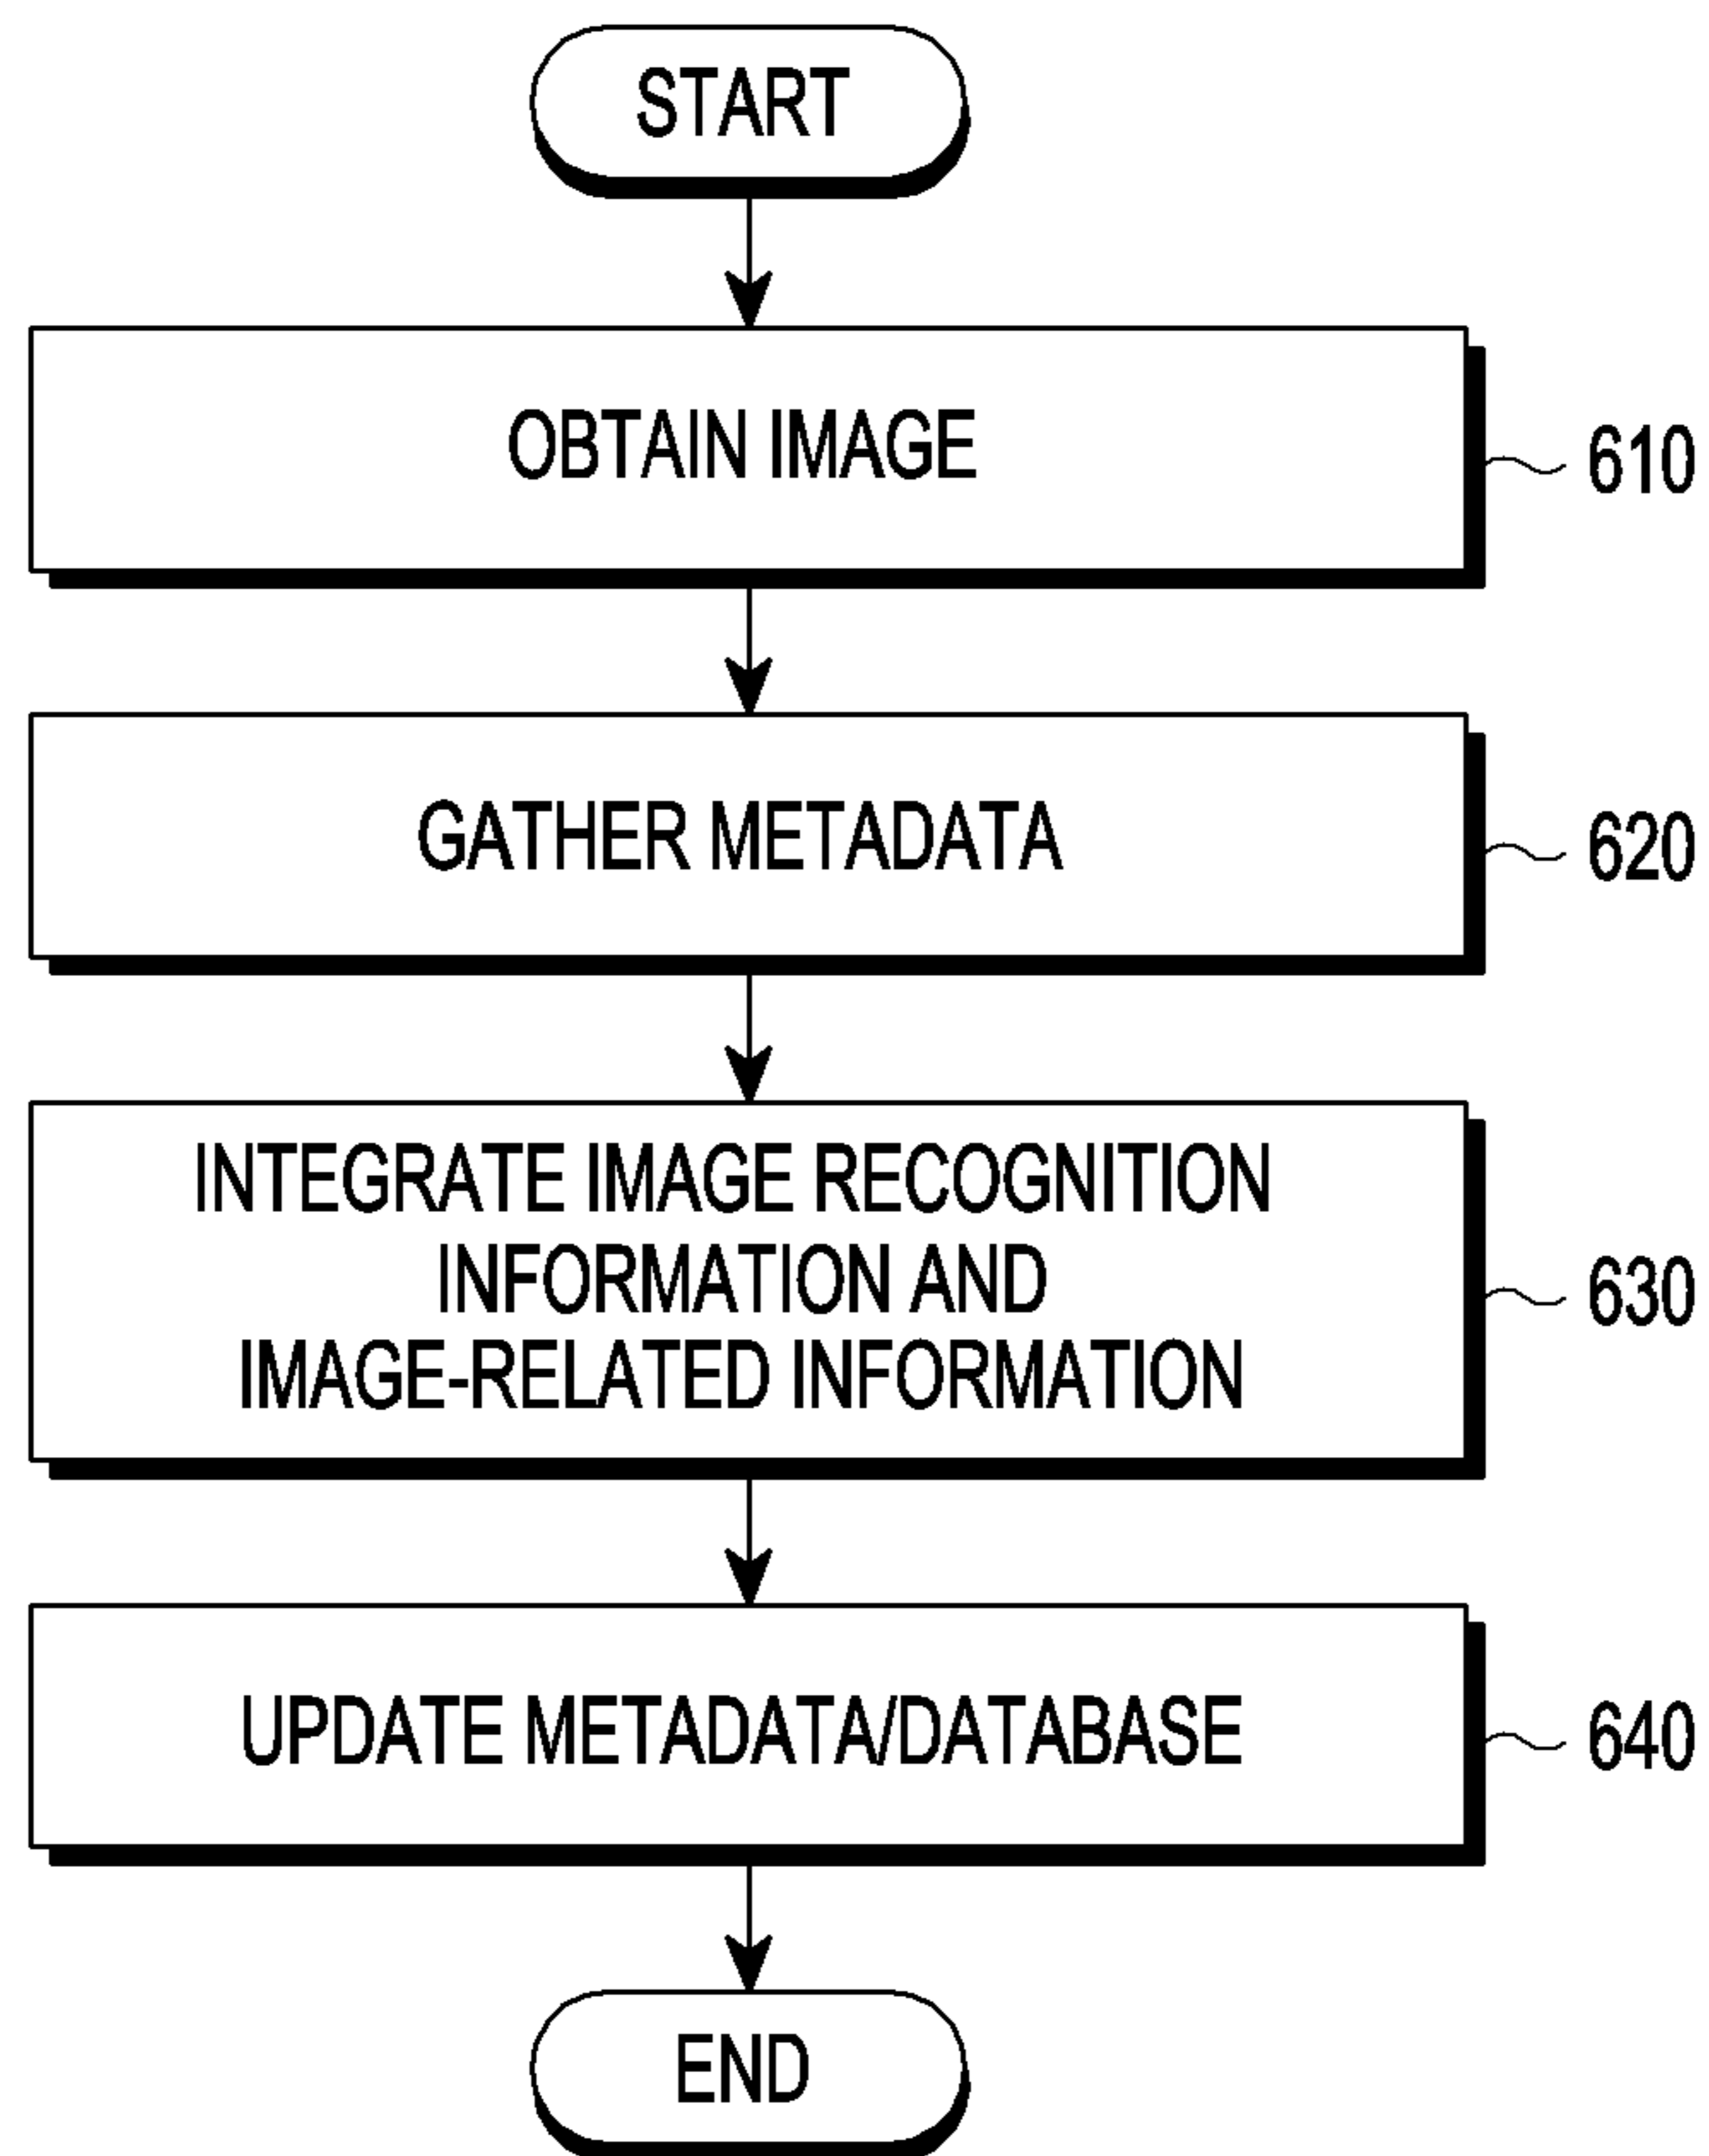 START
OBTAIN IMAGE
610
GATHER METADATA
620
INTEGRATE IMAGE RECOGNITION
INFORMATION AND
IMAGE-RELATED INFORMATION
630
UPDATE METADATA/DATABASE
640
END